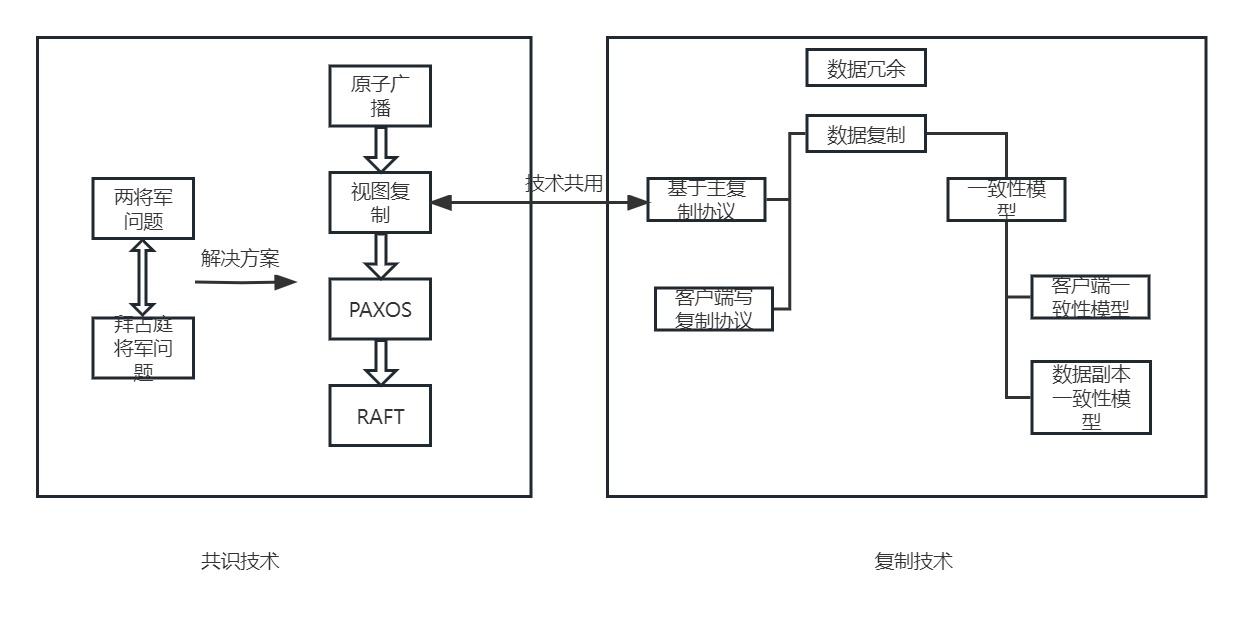 原子广
播
两将军
问题
解决方案
拜占庭
将军问
题
视图复
制
PAXOS
RAFT
技术共用
数据冗余
数据复制
基于主复
制协议
客户端写
复制协议
一致性模
型
客户端一
致性模型
数据副本
一致性模
型
共识技术
复制技术